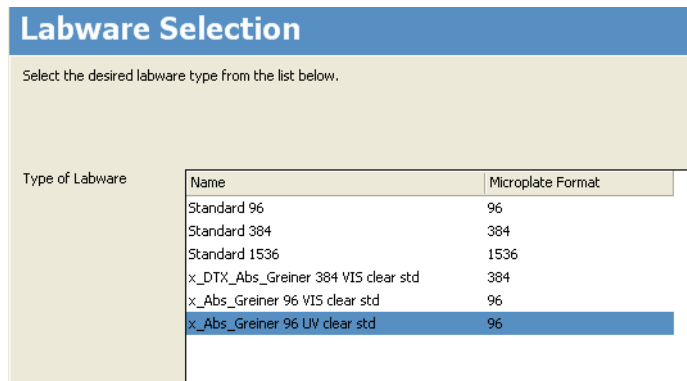 Labware Selection
Select the desired labware type from the list below.
Type of Labware
Name Microplate Format
Standard 96 96
Standard 384 384
Standard 1536 1536
x_DTX_Abs_Greiner 384 VIS clear std 384
x_Abs_Greiner 96 VIS clear std 96
x_Abs_Greiner 96 UV clear std 96